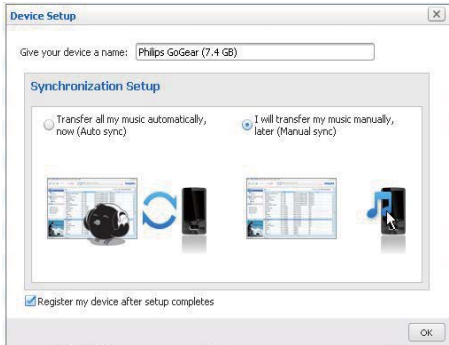 Device Setup
Give your device a name: Philips GoGear (7.4 GB)
Synchronization Setup
Transfer all my music automatically,
now (Auto sync)
I will transfer my music manually,
later (Manual sync)
Register my device after setup completes
OK